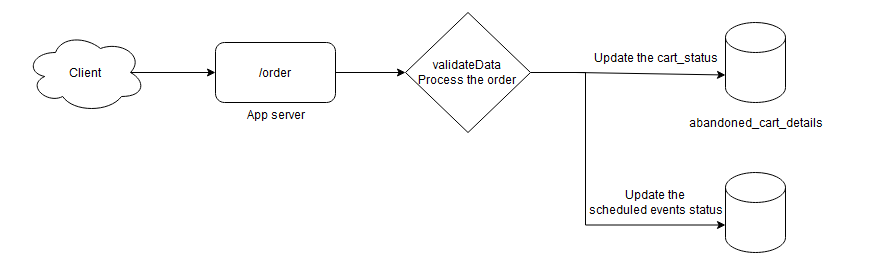 Client
/order
App server
validateData
Process the order
Update the cart_status
abandoned_cart_details
Update the
scheduled events status